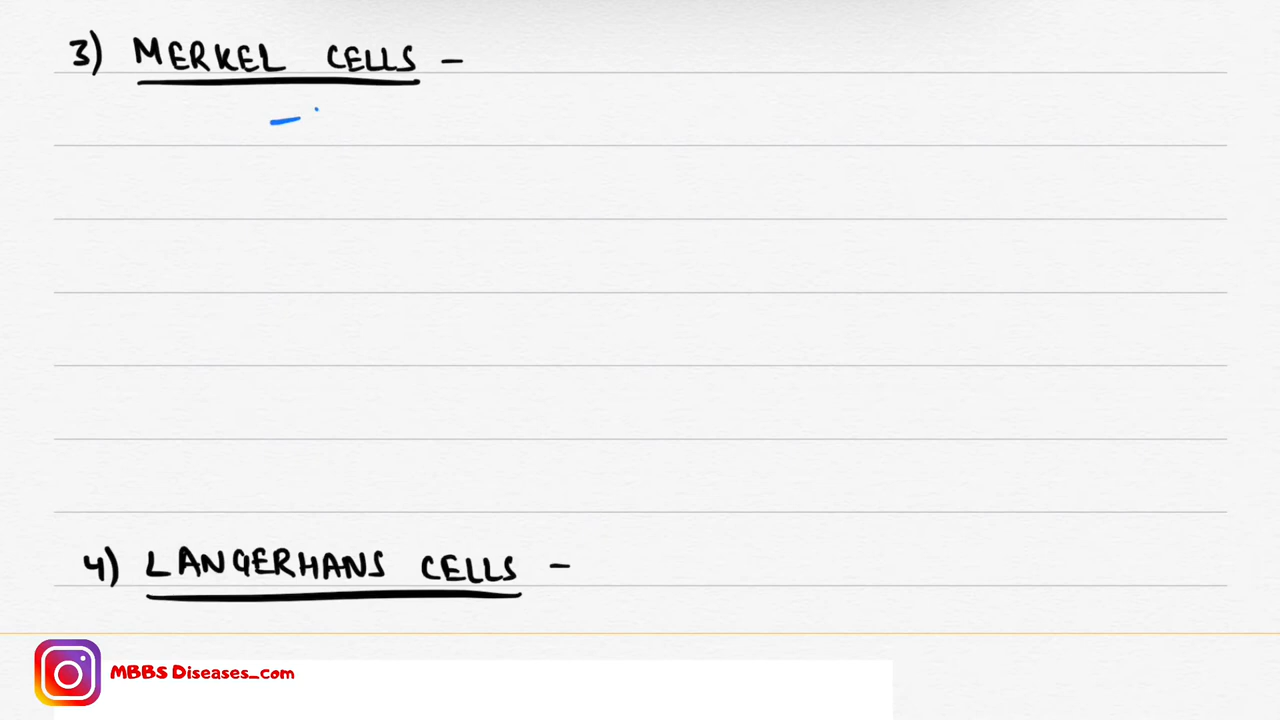 3) MERKEL CELLS -
-
4) LANGERHANS CELLS -
MBBS Diseases_com